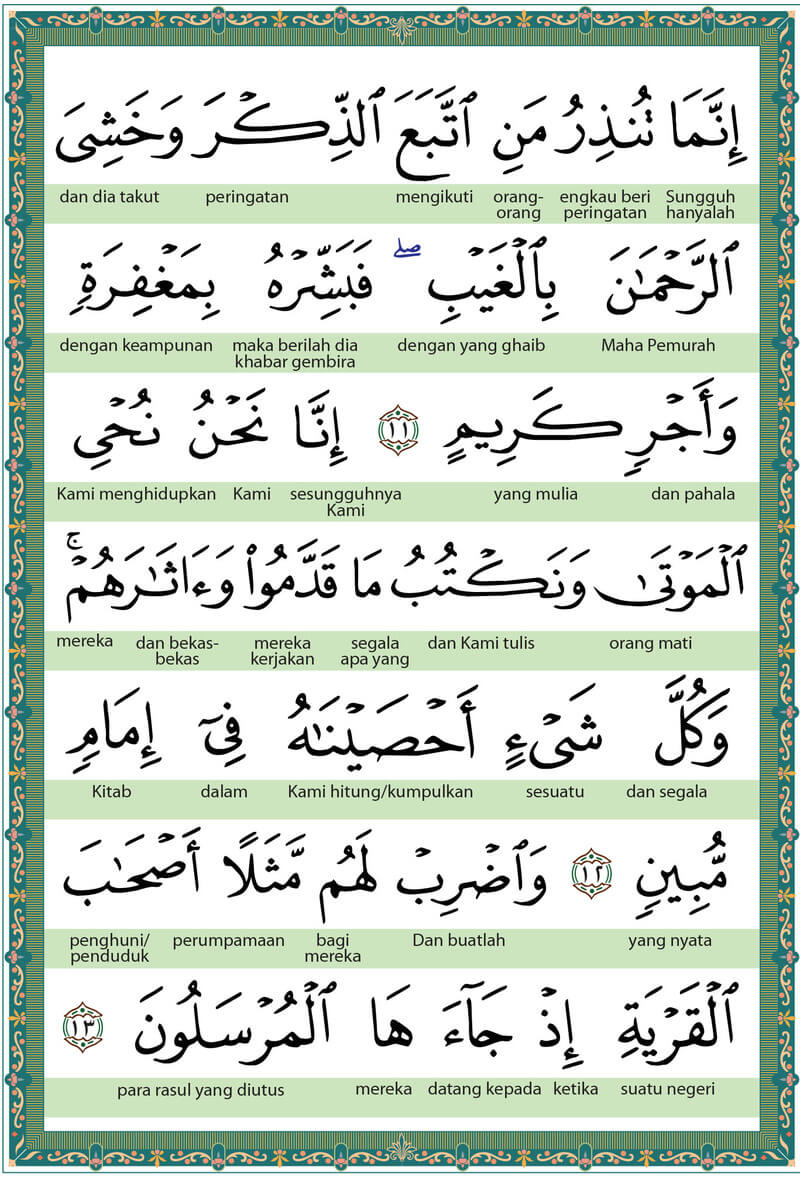 إِنَّمَا تُنذِرُ مَنِ ٱتَّبَعَ ٱلذِّكْرَ وَخَشِىَ
Sungguh hanyalah engkau beri peringatan orang-orang mengikuti peringatan dan dia takut
ٱلرَّحْمَـٰنَ بِٱلْغَيْبِ ۖ فَبَشِّرْهُ بِمَغْفِرَةٍ
Maha Pemurah dengan yang ghaib maka berilah dia khabar gembira dengan keampunan
وَأَجْرٍ كَرِيمٍ ١١ إِنَّا نَحْنُ نُحْىِ
dan pahala yang mulia sesungguhnya Kami Kami Kami menghidupkan
ٱلْمَوْتَىٰ وَنَكْتُبُ مَا قَدَّمُوا۟ وَءَاثَـٰرَهُمْ ۚ
orang mati dan Kami tulis segala apa yang mereka kerjakan dan bekas-bekas mereka
وَكُلَّ شَىْءٍ أَحْصَيْنَـٰهُ فِىٓ إِمَامٍ
dan segala sesuatu Kami hitung/kumpulkan dalam Kitab
مُّبِينٍ ١٢ وَٱضْرِبْ لَهُم مَّثَلًا أَصْحَـٰبَ
yang nyata Dan buatlah bagi mereka perumpamaan penghuni/penduduk
ٱلْقَرْيَةِ إِذْ جَآءَ هَا ٱلْمُرْسَلُونَ ١٣
suatu negeri ketika datang kepada mereka para rasul yang diutus